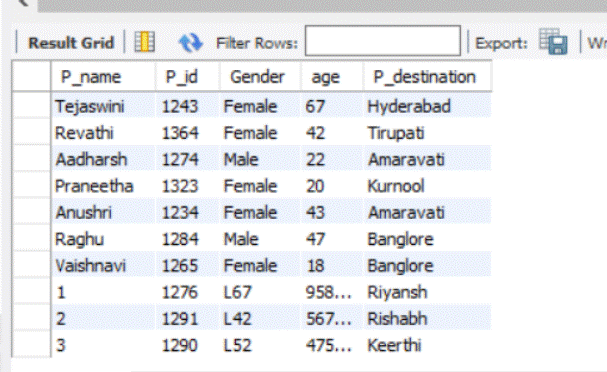 Result Grid Filter Rows: Export: Wr
P_name P_id Gender age P_destination
Tejaswini 1243 Female 67 Hyderabad
Revathi 1364 Female 42 Tirupati
Aadharsh 1274 Male 22 Amaravati
Praneetha 1323 Female 20 Kurnool
Anushri 1234 Female 43 Amaravati
Raghu 1284 Male 47 Banglore
Vaishnavi 1265 Female 18 Banglore
1 1276 L67 958... Riyansh
2 1291 L42 567... Rishabh
3 1290 L52 475... Keerthi